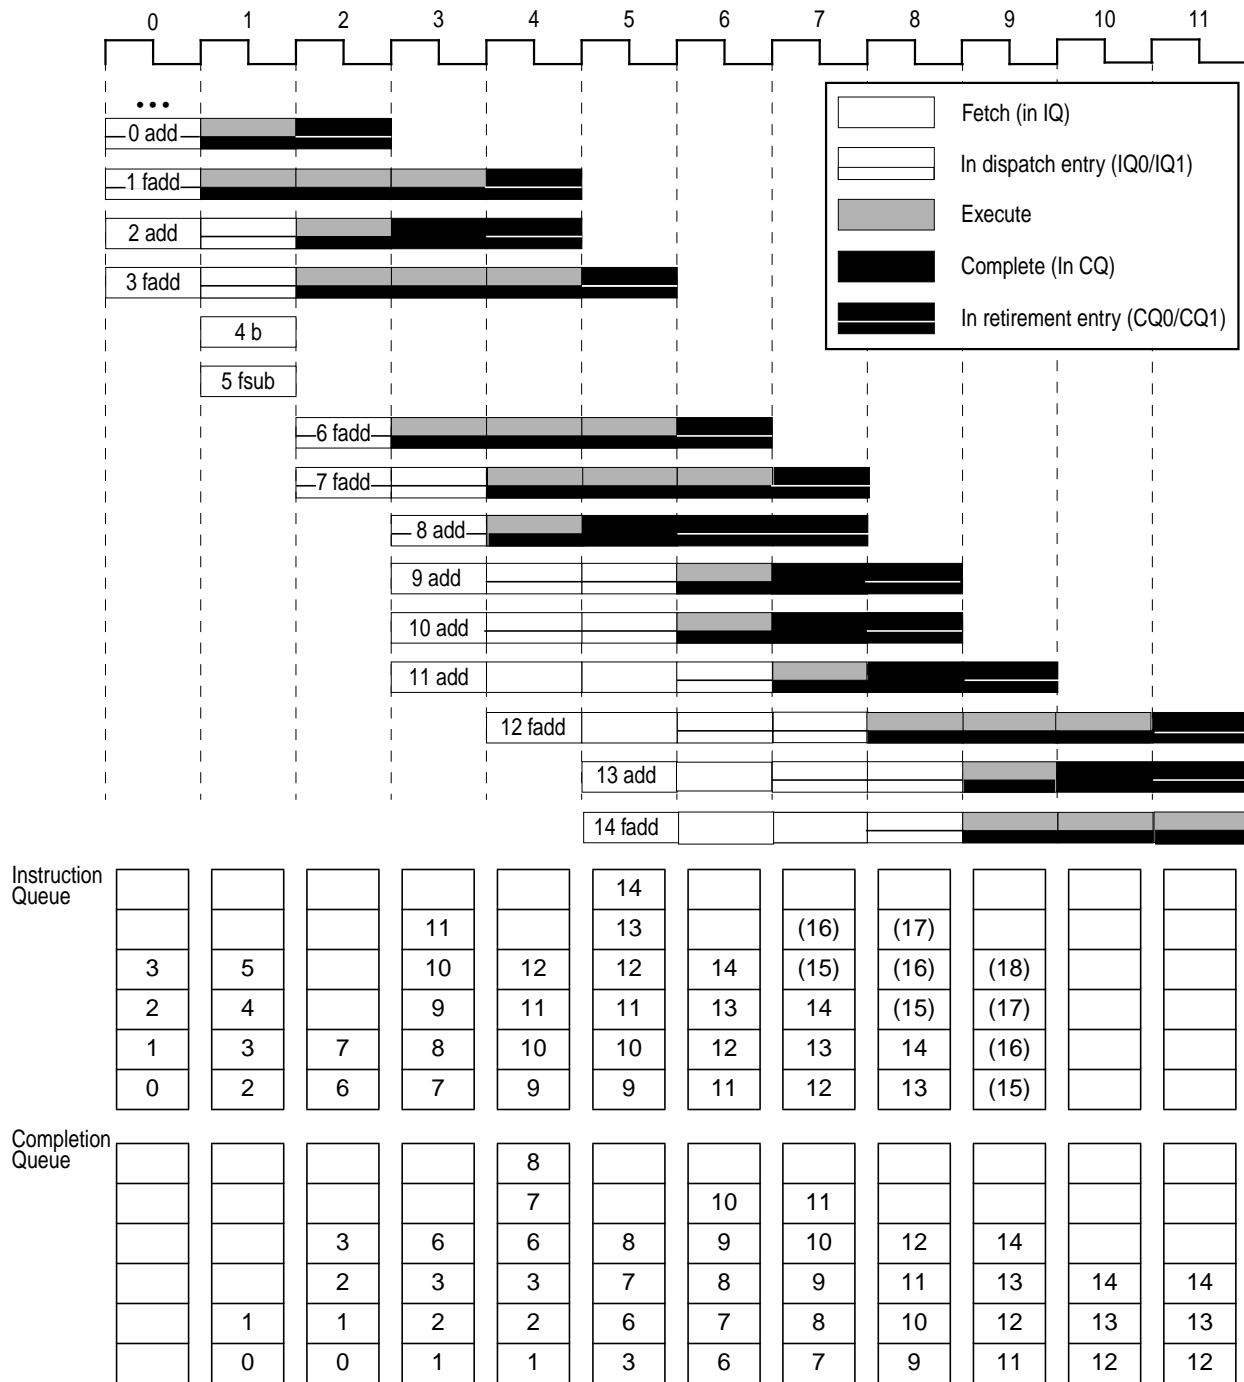 0 1 2 3 4 5 6 7 8 9 10 11
...
Fetch (in IQ)
0 add
In dispatch entry (IQ0/IQ1)
1 fadd
Execute
2 add
Complete (In CQ)
3 fadd
In retirement entry (CQ0/CQ1)
4 b
5 fsub
6 fadd
7 fadd
8 add
9 add
10 add
11 add
12 fadd
13 add
14 fadd
Instruction
Queue
14
11 13 (16) (17)
3 5 10 12 12 14 (15) (16) (18)
2 4 9 11 11 13 14 (15) (17)
1 3 7 8 10 10 12 13 14 (16)
0 2 6 7 9 9 11 12 13 (15)
Completion
Queue
8
7 10 11
3 6 6 8 9 10 12 14
2 3 3 7 8 9 11 13 14 14
1 1 2 2 6 7 8 10 12 13 13
0 0 1 1 3 6 7 9 11 12 12